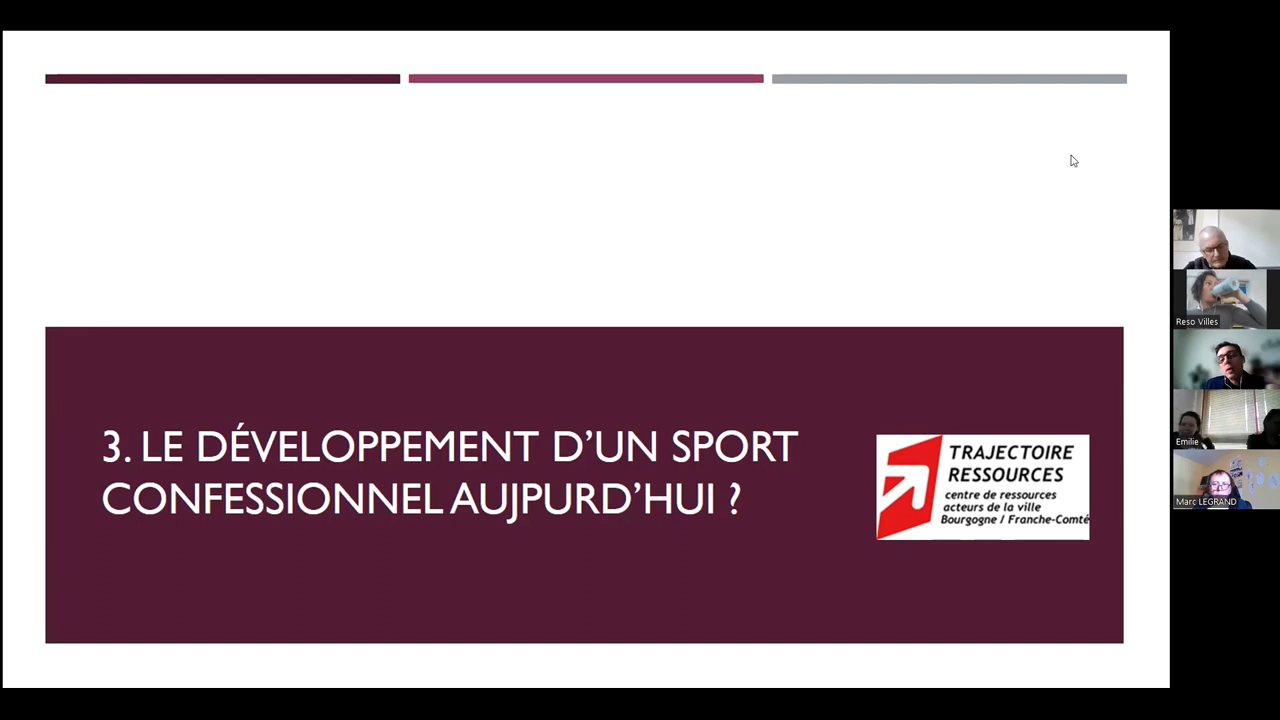 3. LE DÉVELOPPEMENT D’UN SPORT
CONFESSIONNEL AUJPURD’HUI ?
TRAJECTOIRE
RESSOURCES
centre de ressources
acteurs de la ville
Bourgogne / Franche-Comté
Reso Villes
Emilie
Marc LEGRAND